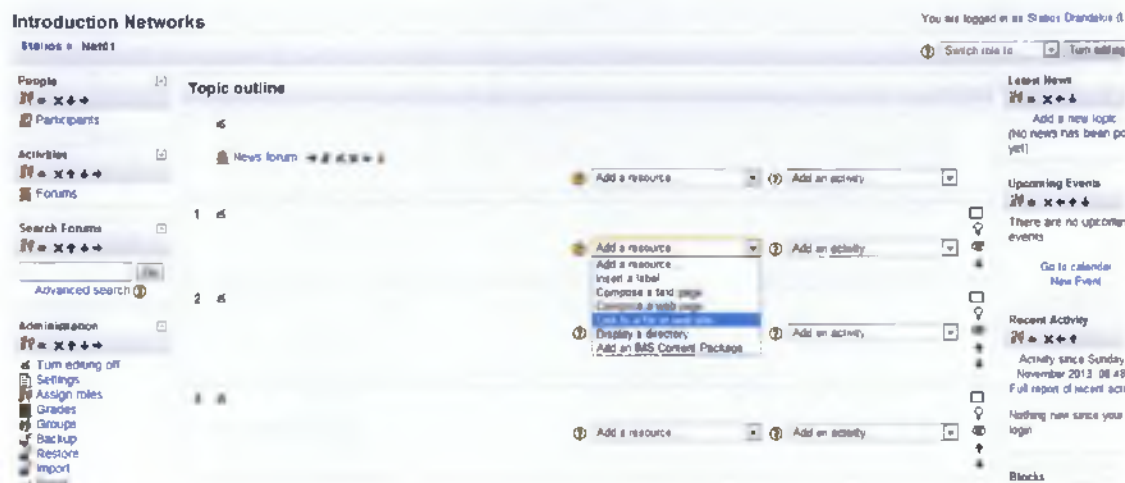 Introduction Networks
You are logged in as Stelios
Stelios » Net01
Switch role to
Turn editing
People
Participants
Activities
Forums
Search Forums
Advanced search
Administration
Turn editing off
Settings
Assign roles
Grades
Groups
Backup
Restore
Import
Topic outline
News forum
Add a resource...
Add an activity...
1
Add a resource...
Add an activity...
Add a resource...
Insert a label
Compose a text page
Compose a web page
Link to a file or web site
Display a directory
Add an IMS Content Package
2
Add an activity...
3
Add a resource...
Add an activity...
Latest News
Add a new topic
(No news has been
yet)
Upcoming Events
There are no upcoming
events
Go to calendar
New Event
Recent Activity
Activity since Sunday
November 2013 08:48
Full report of recent
Nothing new since your
login
Blocks